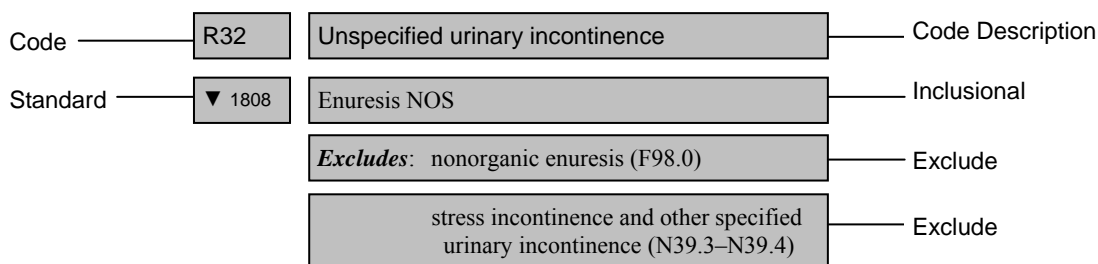 Code R32 Unspecified urinary incontinence Code Description
Standard ▼ 1808 Enuresis NOS Inclusional
Excludes: nonorganic enuresis (F98.0) Exclude
stress incontinence and other specified
urinary incontinence (N39.3–N39.4) Exclude